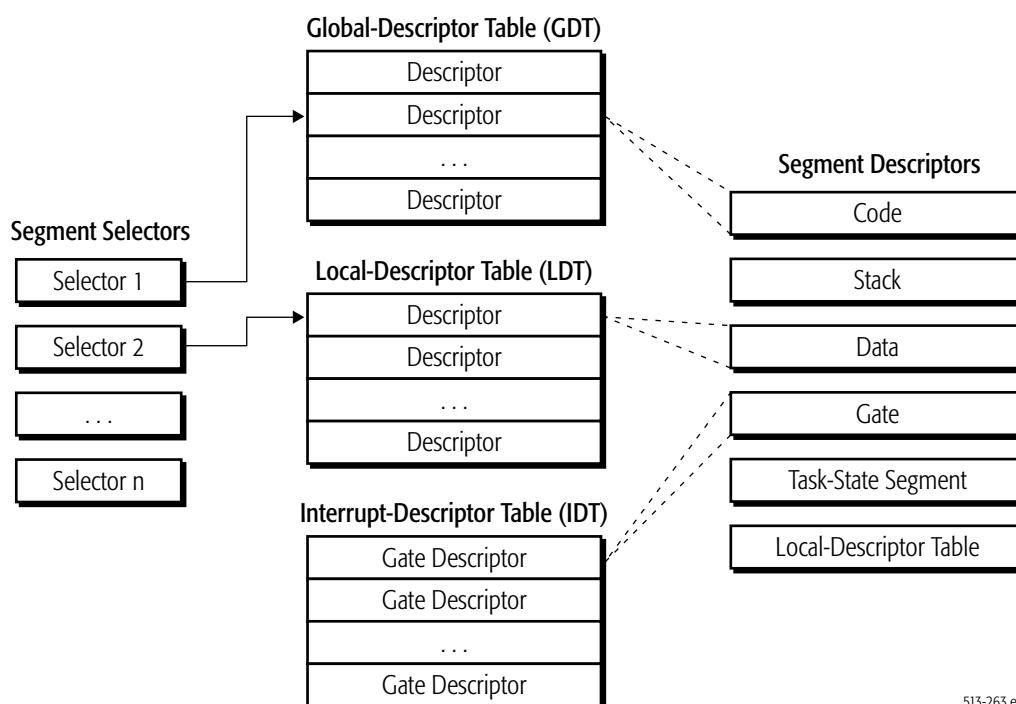 Global-Descriptor Table (GDT)
Descriptor
Descriptor
. . .
Descriptor
Segment Selectors
Selector 1
Selector 2
. . .
Selector n
Local-Descriptor Table (LDT)
Descriptor
Descriptor
. . .
Descriptor
Interrupt-Descriptor Table (IDT)
Gate Descriptor
Gate Descriptor
. . .
Gate Descriptor
Segment Descriptors
Code
Stack
Data
Gate
Task-State Segment
Local-Descriptor Table